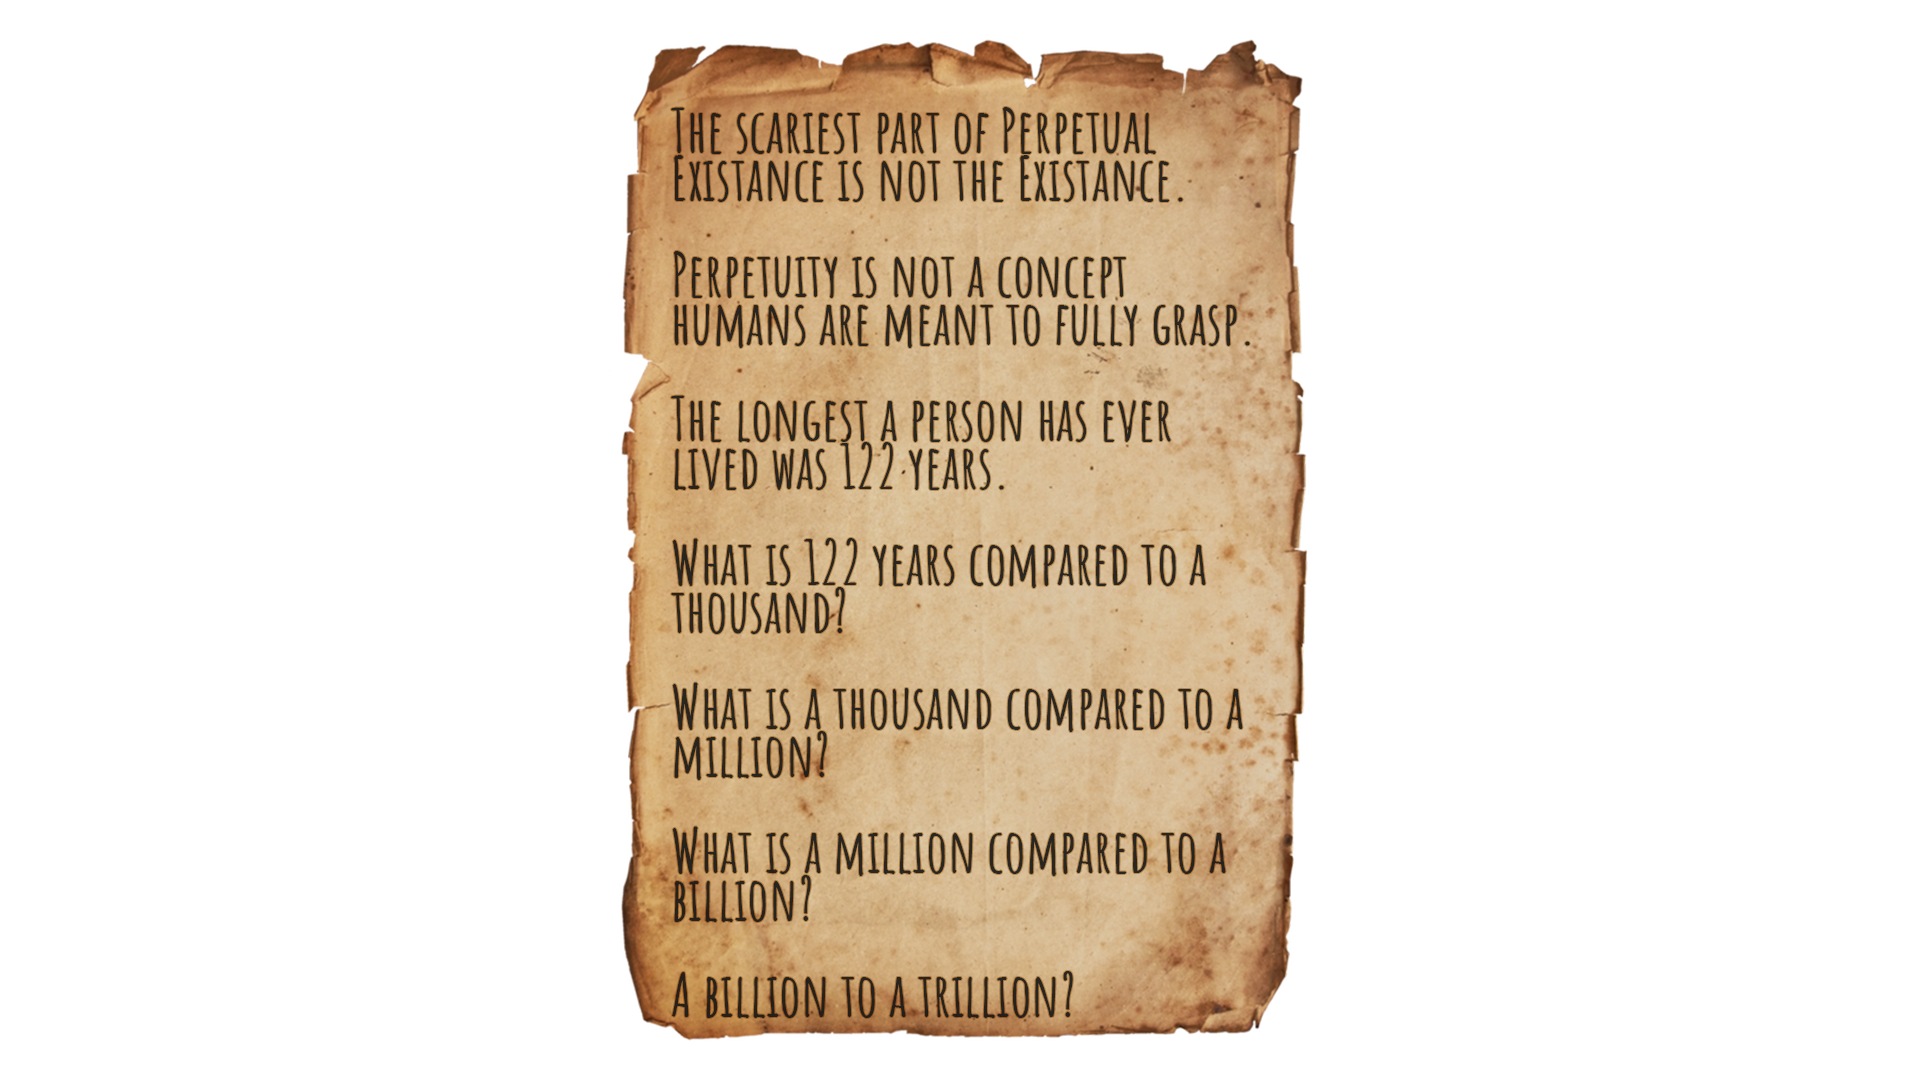 The scariest part of Perpetual
Existance is not the Existance.
Perpetuity is not a concept
humans are meant to fully grasp.
The longest a person has ever
lived was 122 years.
What is 122 years compared to a
thousand?
What is a thousand compared to a
million?
What is a million compared to a
billion?
A billion to a trillion?